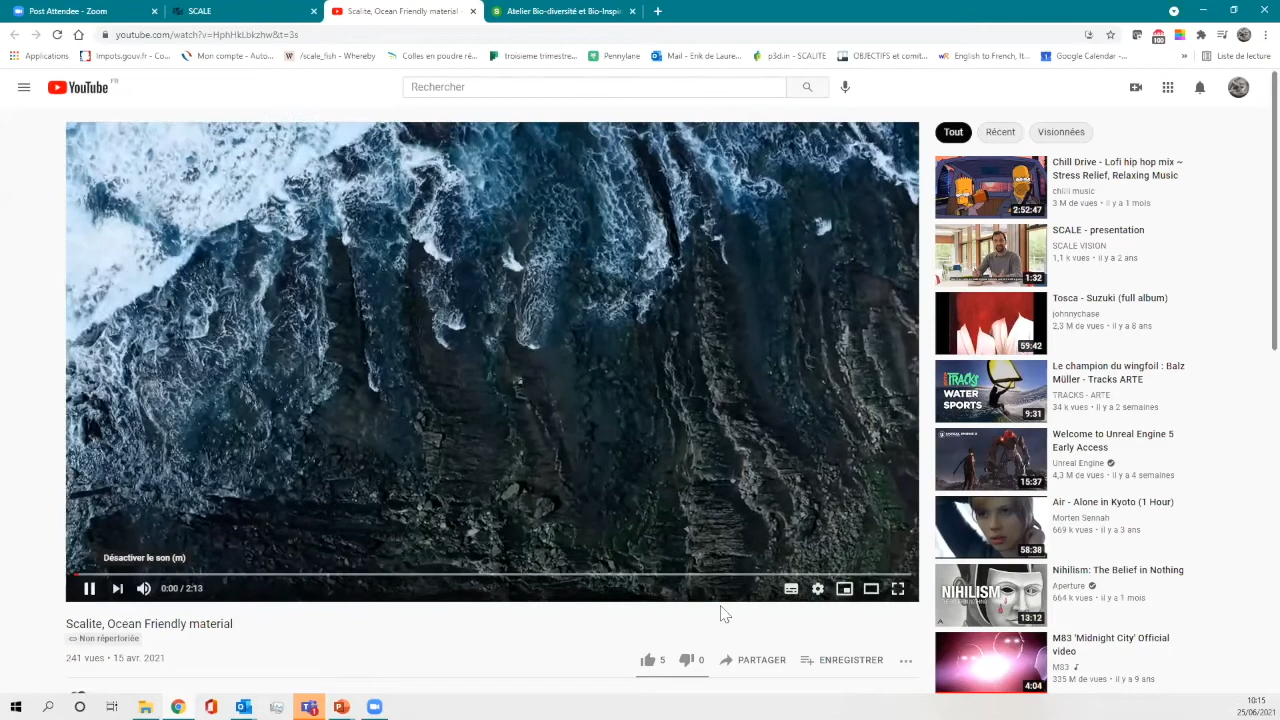 Post Attendee - Zoom
SCALE
Scalite, Ocean Friendly material
Atelier Bio-diversité et Bio-Inspir
youtube.com/watch?v=HphHkLbkzhw&t=3s
100
Applications
Impots.gouv.fr - Co...
Mon compte - Auto...
/scale_fish - Whereby
Colles en poudre ré...
troisieme trimestre...
Pennylane
Mail - Erik de Laure...
p3d.in - SCALITE
OBJECTIFS et comit...
English to French, It...
Google Calendar -...
»
Liste de lecture
YouTube FR
Rechercher
Tout
Récent
Visionnées
Chill Drive - Lofi hip hop mix ~
Stress Relief, Relaxing Music
chilli music
3 M de vues • il y a 1 mois
2:52:47
SCALE - presentation
SCALE VISION
1,1 k vues • il y a 2 ans
1:32
Tosca - Suzuki (full album)
johnnychase
2,3 M de vues • il y a 8 ans
59:42
Le champion du wingfoil : Balz
Müller - Tracks ARTE
TRACKS - ARTE
34 k vues • il y a 2 semaines
TRACKS
WATER
SPORTS
9:31
Welcome to Unreal Engine 5
Early Access
Unreal Engine
4,3 M de vues • il y a 4 semaines
15:37
Air - Alone in Kyoto (1 Hour)
Morten Sennah
669 k vues • il y a 3 ans
58:38
Nihilism: The Belief in Nothing
Aperture
664 k vues • il y a 1 mois
NIHILISM
13:12
M83 'Midnight City' Official
video
M83
335 M de vues • il y a 9 ans
4:04
Désactiver le son (m)
0:00 / 2:13
Scalite, Ocean Friendly material
Non répertoriée
241 vues • 15 avr. 2021
5
0
PARTAGER
ENREGISTRER
10:15
25/06/2021